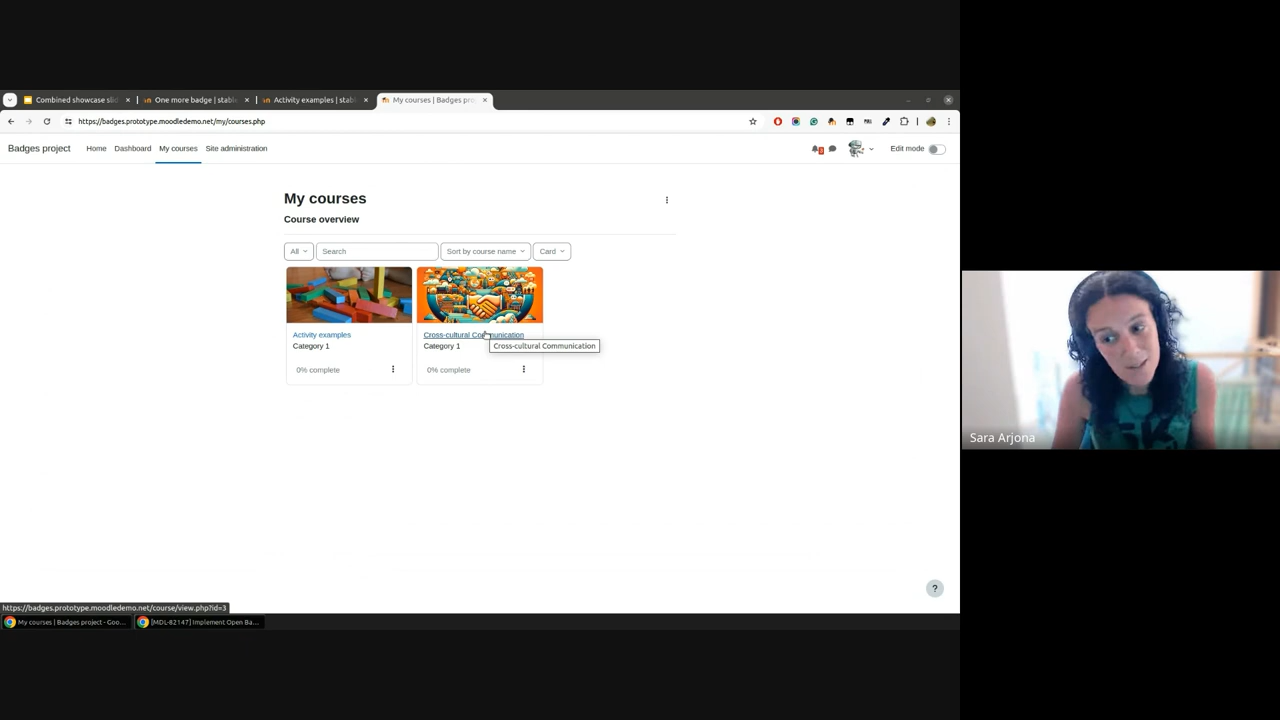 Combined showcase slid
One more badge | stable
Activity examples | stabl
My courses | Badges proj
https://badges.prototype.moodledemo.net/my/courses.php
Badges project
Home
Dashboard
My courses
Site administration
Edit mode
My courses
Course overview
All
Search
Sort by course name
Card
Activity examples
Category 1
0% complete
Cross-cultural Communication
Category 1
Cross-cultural Communication
0% complete
?
https://badges.prototype.moodledemo.net/course/view.php?id=3
My courses | Badges project - Goo...
[MDL-82147] Implement Open Ba...
Sara Arjona